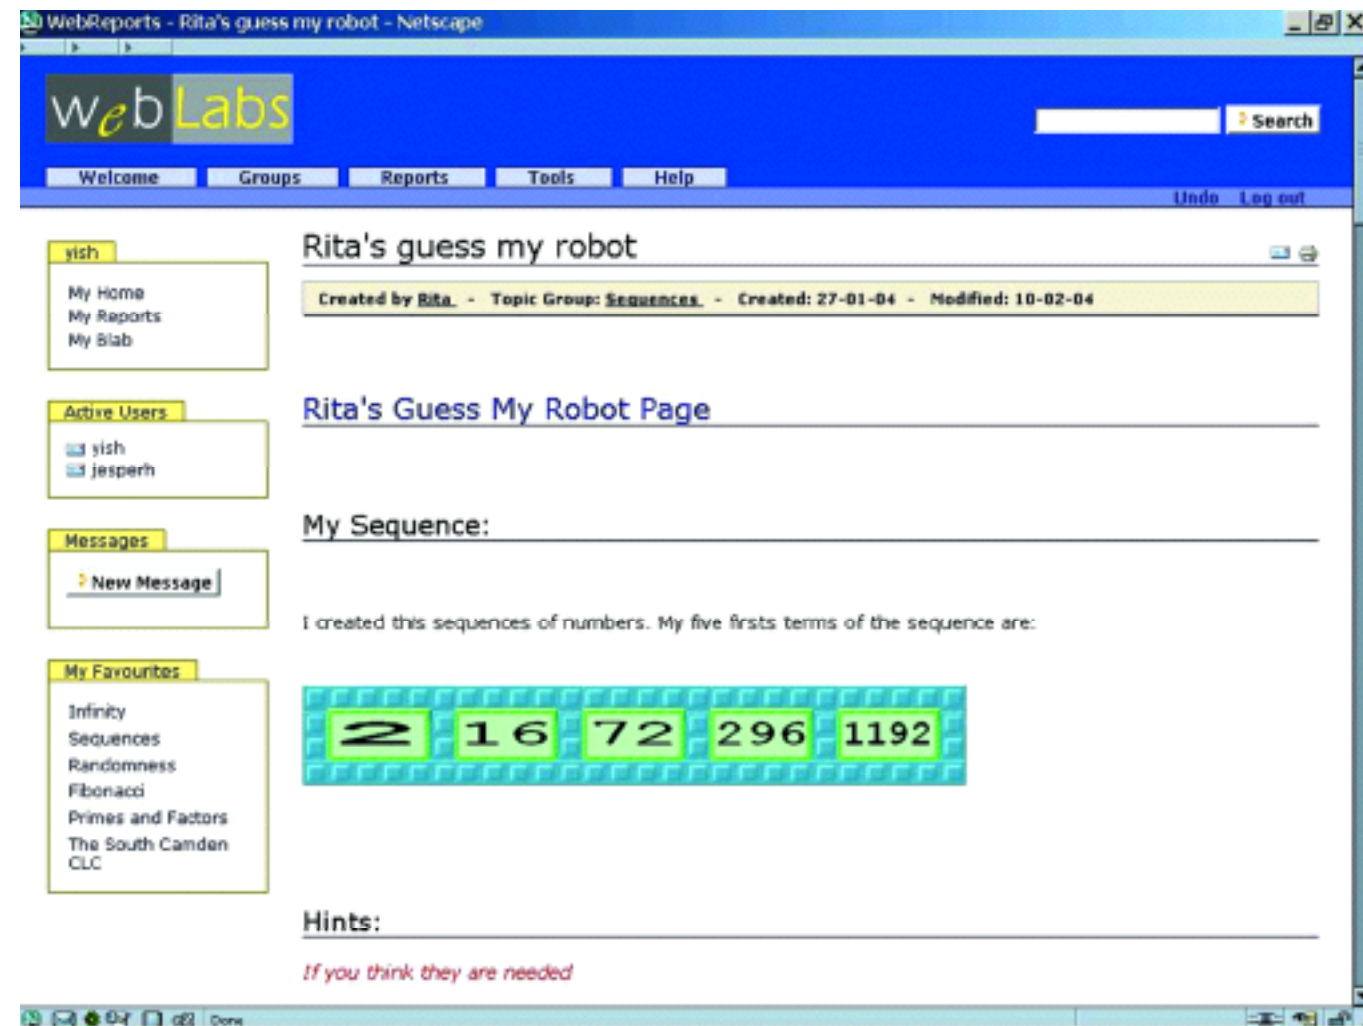 WebReports - Rita's guess my robot - Netscape
WebLabs
Search
Welcome Groups Reports Tools Help
Undo Log out
yish
My Home
My Reports
My Blab
Active Users
yish
jesperh
Messages
New Message
My Favourites
Infinity
Sequences
Randomness
Fibonacci
Primes and Factors
The South Camden
CLC
Rita's guess my robot
Created by Rita - Topic Group: Sequences - Created: 27-01-04 - Modified: 10-02-04
Rita's Guess My Robot Page
My Sequence:
I created this sequences of numbers. My five firsts terms of the sequence are:
2 16 72 296 1192
Hints:
If you think they are needed
Done